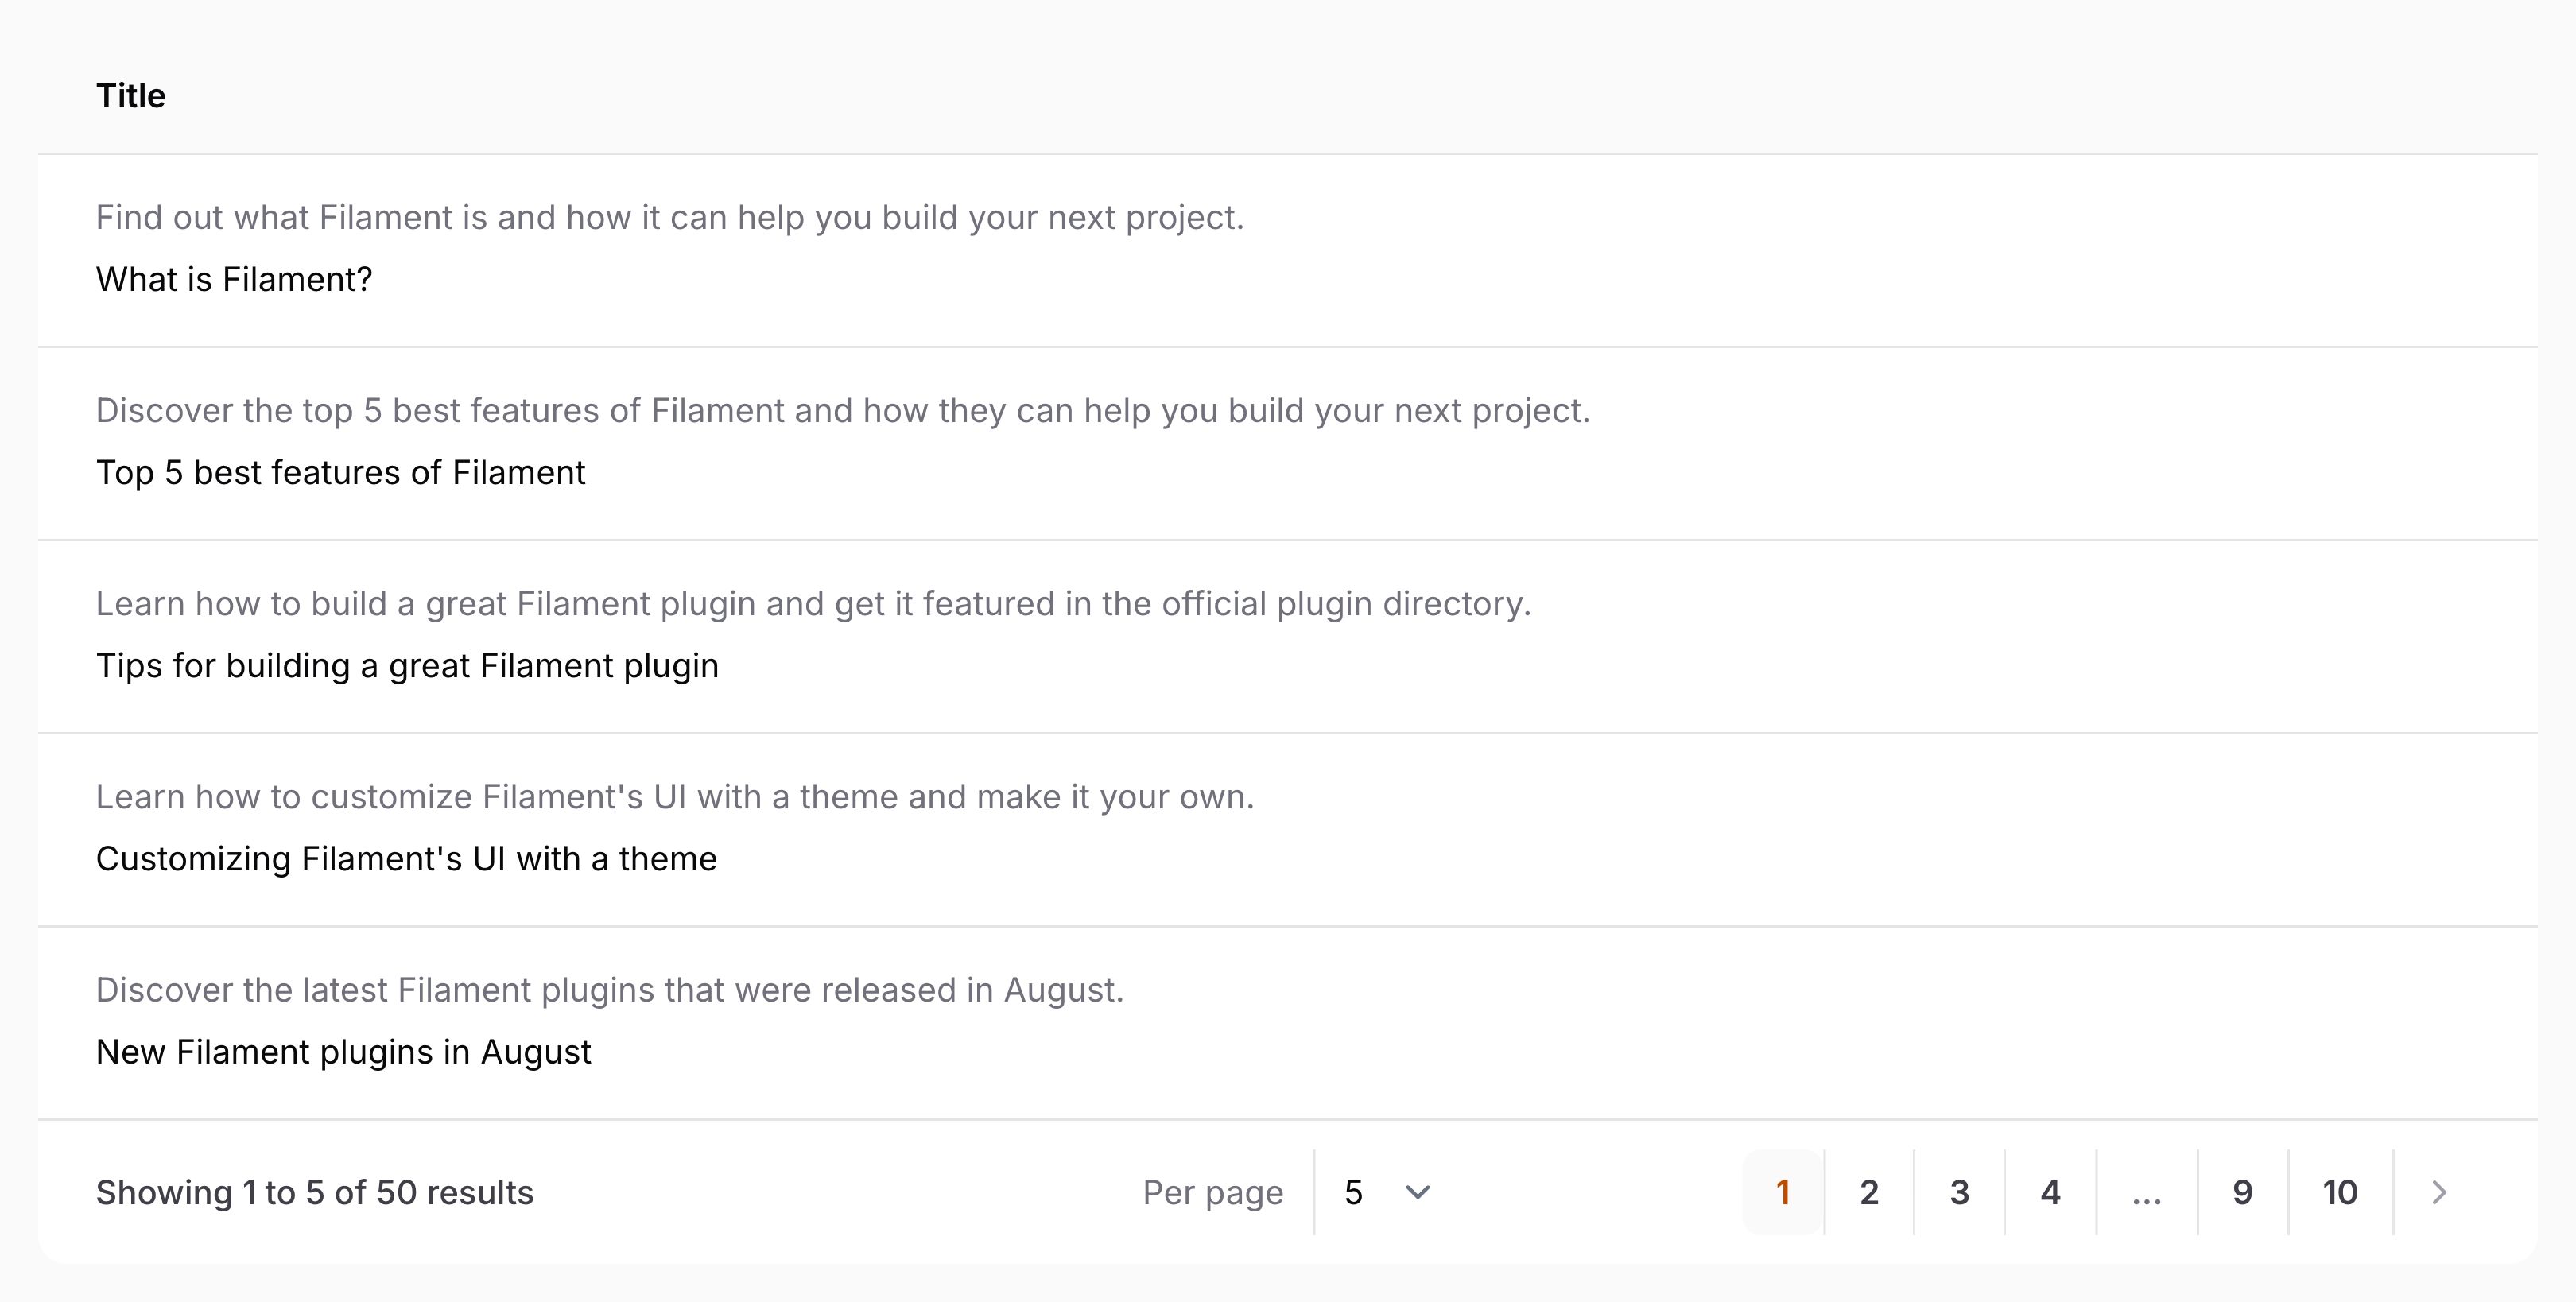 Title
Find out what Filament is and how it can help you build your next project.
What is Filament?
Discover the top 5 best features of Filament and how they can help you build your next project.
Top 5 best features of Filament
Learn how to build a great Filament plugin and get it featured in the official plugin directory.
Tips for building a great Filament plugin
Learn how to customize Filament's UI with a theme and make it your own.
Customizing Filament's UI with a theme
Discover the latest Filament plugins that were released in August.
New Filament plugins in August
Showing 1 to 5 of 50 results Per page 5 1 2 3 4 ... 9 10